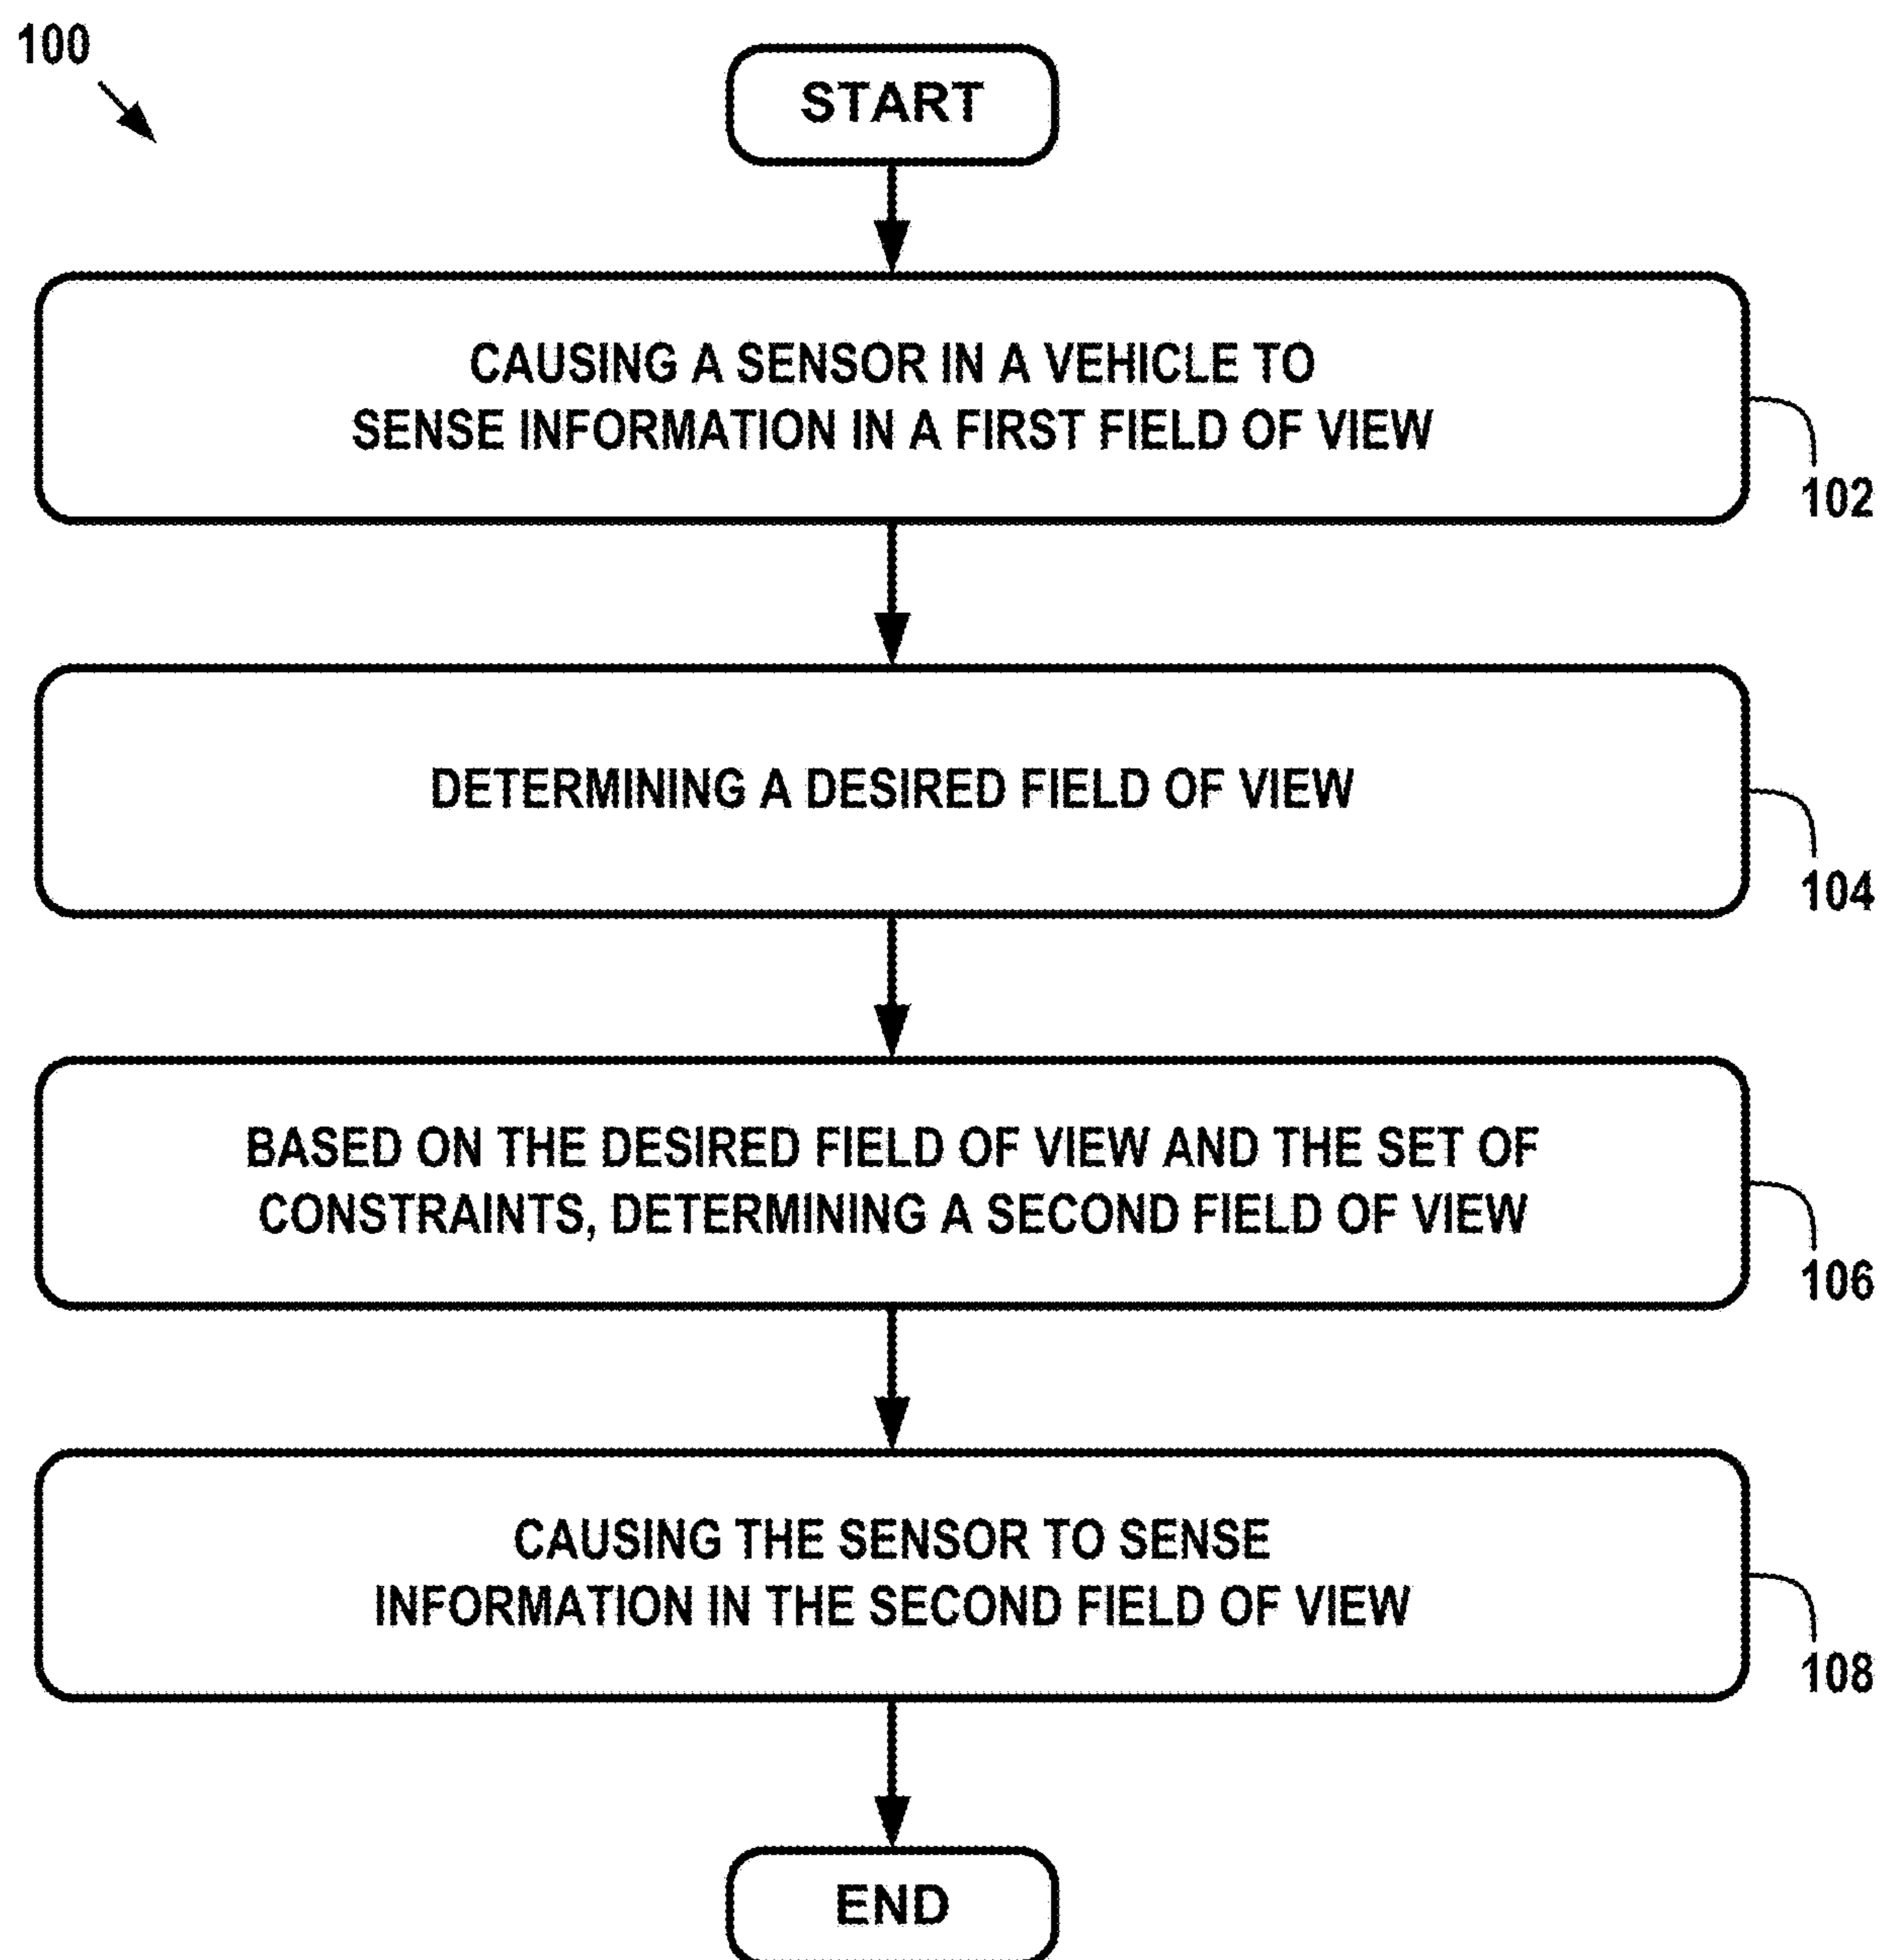 100
START
CAUSING A SENSOR IN A VEHICLE TO
SENSE INFORMATION IN A FIRST FIELD OF VIEW
102
DETERMINING A DESIRED FIELD OF VIEW
104
BASED ON THE DESIRED FIELD OF VIEW AND THE SET OF
CONSTRAINTS, DETERMINING A SECOND FIELD OF VIEW
106
CAUSING THE SENSOR TO SENSE
INFORMATION IN THE SECOND FIELD OF VIEW
108
END